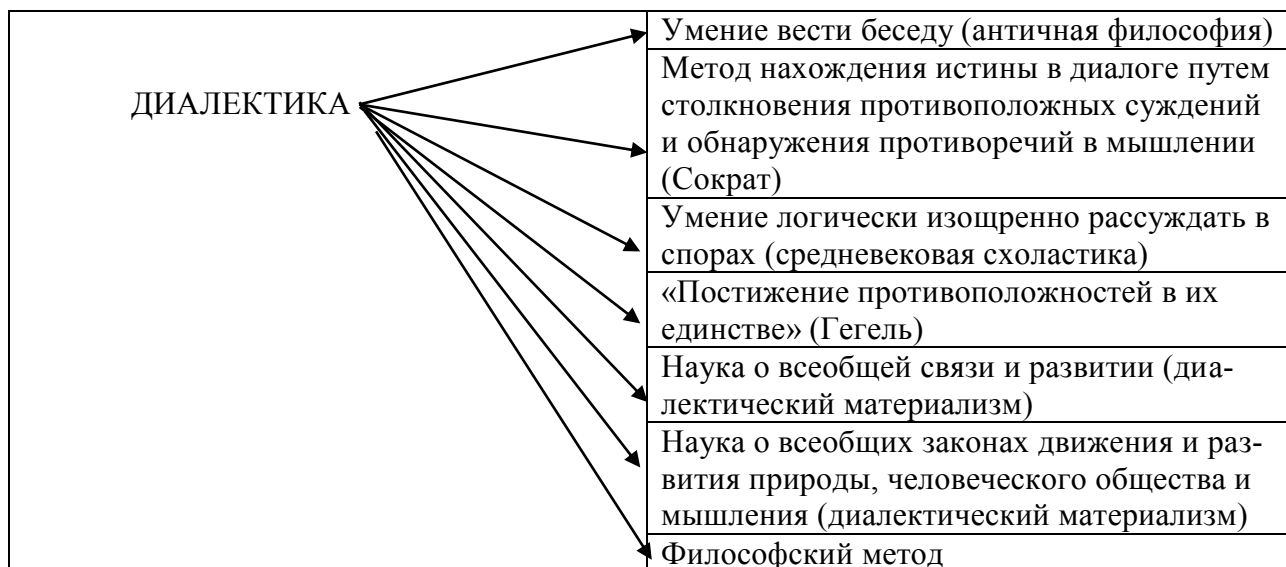 Умение вести беседу (античная философия)
ДИАЛЕКТИКА
Метод нахождения истины в диалоге путем
столкновения противоположных суждений
и обнаружения противоречий в мышлении
(Сократ)
Умение логически изощренно рассуждать в
спорах (средневековая схоластика)
«Постижение противоположностей в их
единстве» (Гегель)
Наука о всеобщей связи и развитии (диа-
лектический материализм)
Наука о всеобщих законах движения и раз-
вития природы, человеческого общества и
мышления (диалектический материализм)
Философский метод